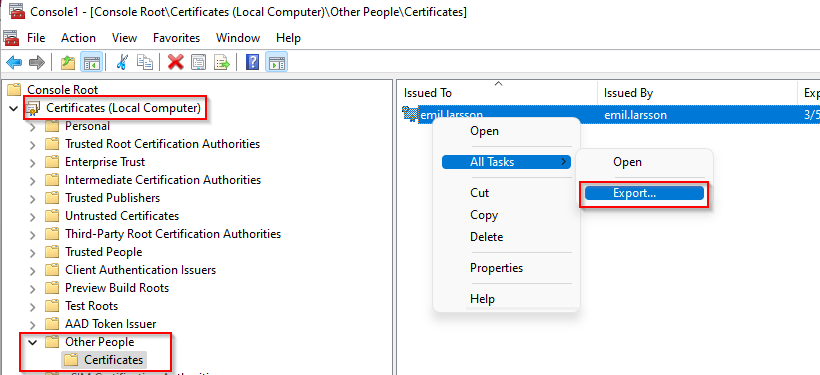 Console1 - [Console Root\Certificates (Local Computer)\Other People\Certificates]
File Action View Favorites Window Help
Console Root
Certificates (Local Computer)
Personal
Trusted Root Certification Authorities
Enterprise Trust
Intermediate Certification Authorities
Trusted Publishers
Untrusted Certificates
Third-Party Root Certification Authorities
Trusted People
Client Authentication Issuers
Preview Build Roots
Test Roots
AAD Token Issuer
Other People
Certificates
Issued To Issued By Exp
emil.larsson emil.larsson 3/5
Open
All Tasks
Cut
Copy
Delete
Properties
Help
Open
Export...